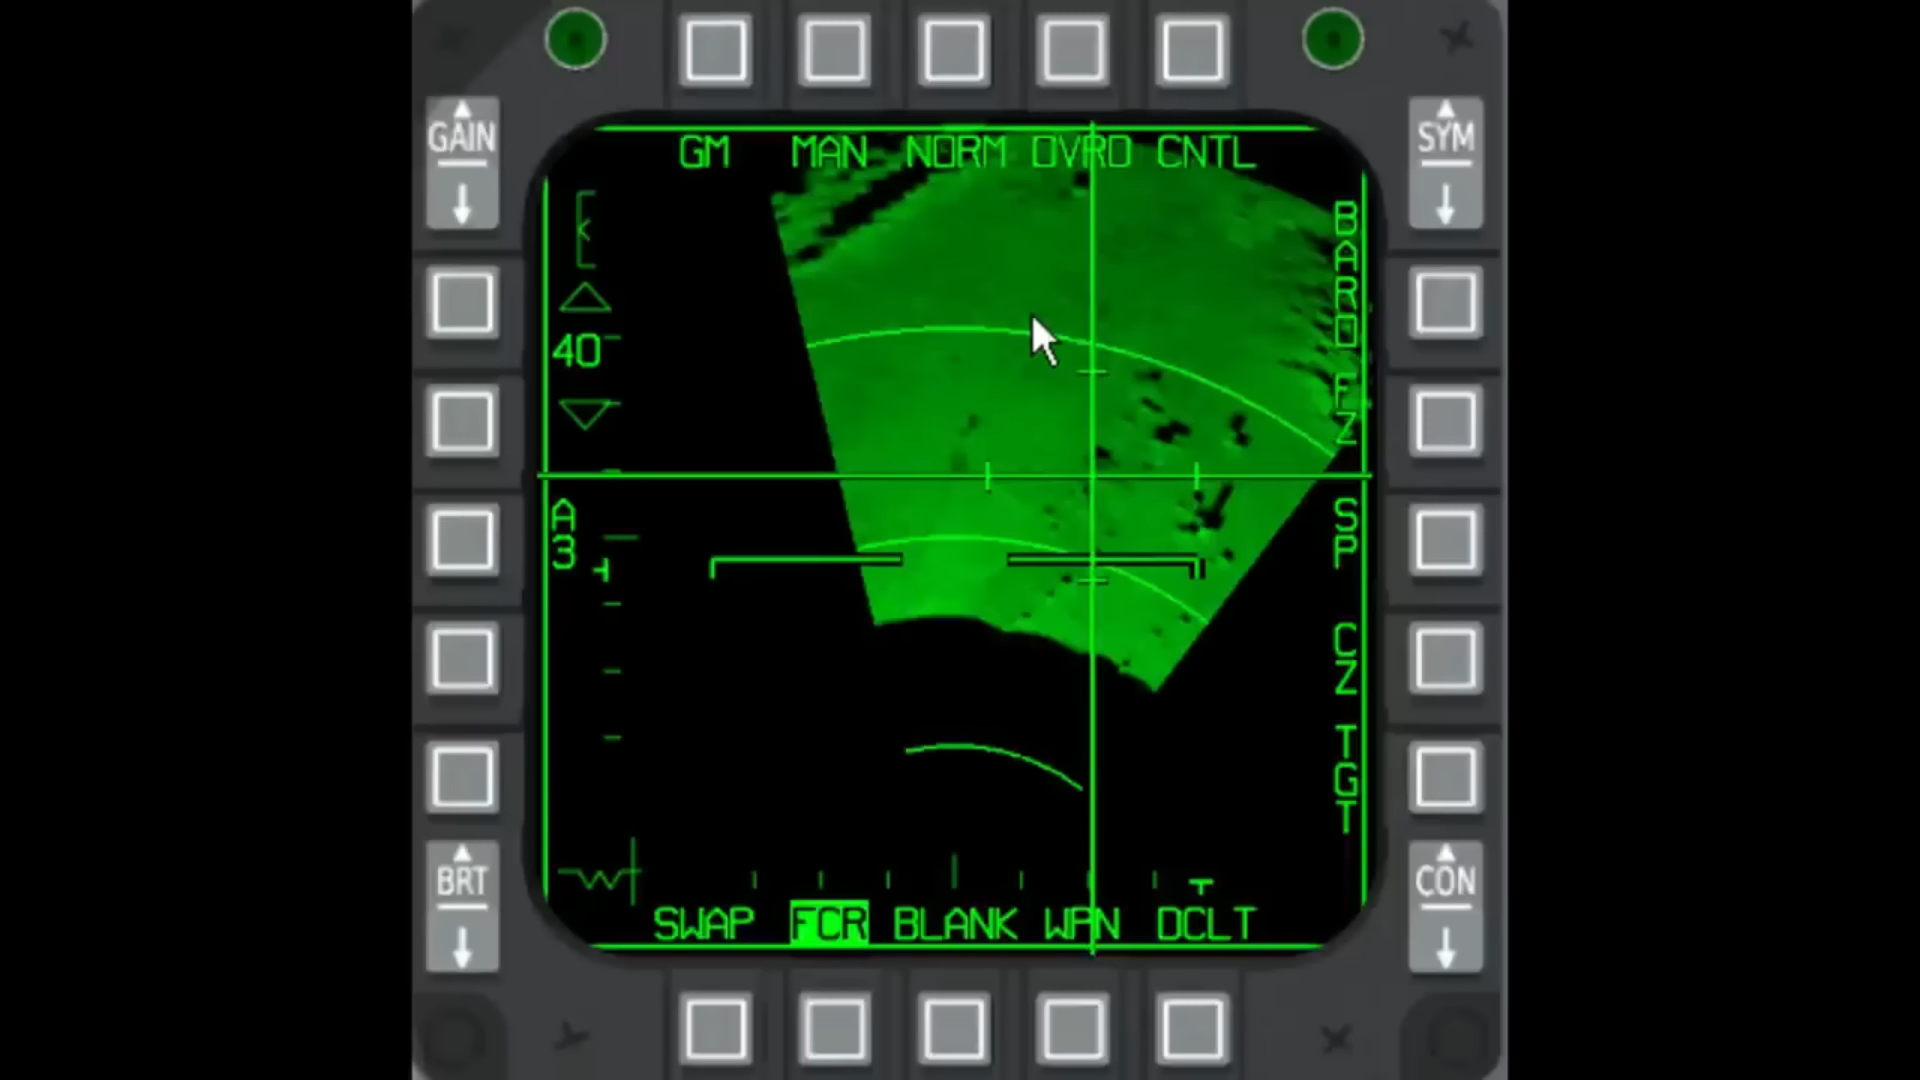 GAIN
SYM
GM MAN NORM OVRD CNTL
BARO
FZ
40
A
3
SP
CZ
TGT
BRT
CON
SWAP FCR BLANK WPN DCLT